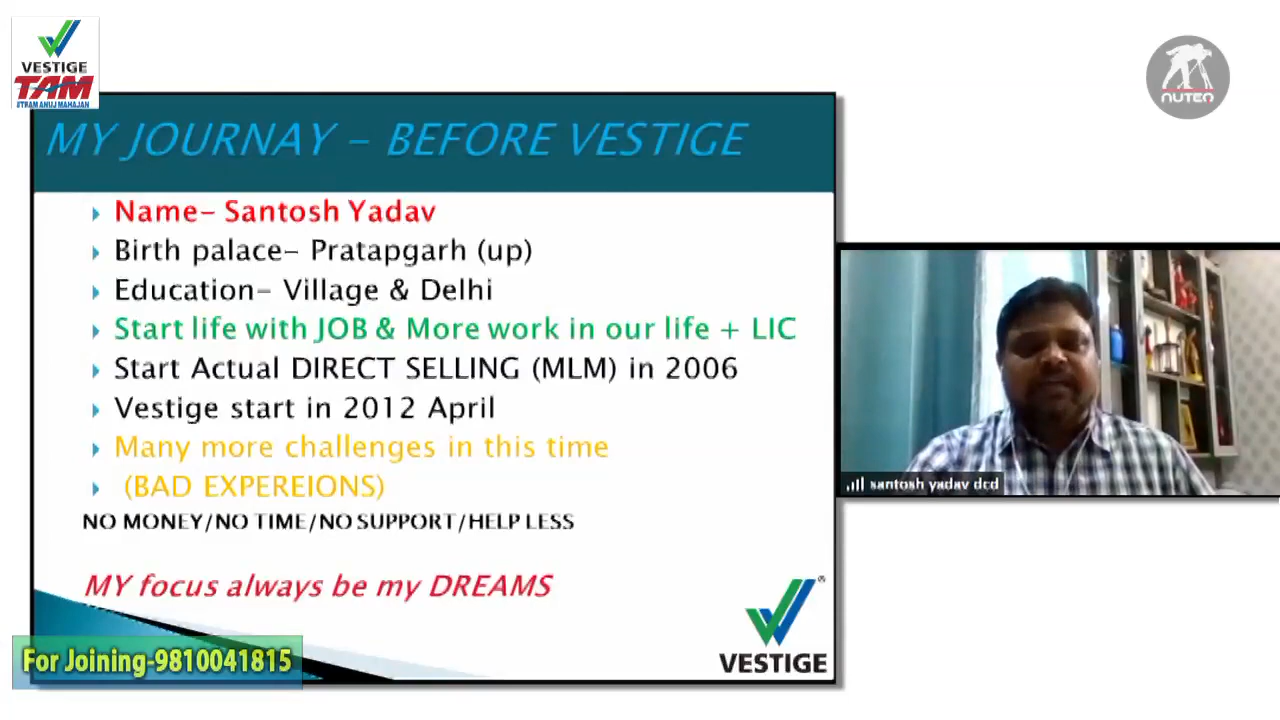 VESTIGE
TAM
#TRAM ANUJ MAHAJAN
NUTEQ
MY JOURNAY - BEFORE VESTIGE
Name- Santosh Yadav
Birth palace- Pratapgarh (up)
Education- Village & Delhi
Start life with JOB & More work in our life + LIC
Start Actual DIRECT SELLING (MLM) in 2006
Vestige start in 2012 April
Many more challenges in this time
(BAD EXPEREIONS)
NO MONEY/NO TIME/NO SUPPORT/HELP LESS
MY focus always be my DREAMS
santosh yadav dcd
For Joining-9810041815
VESTIGE®